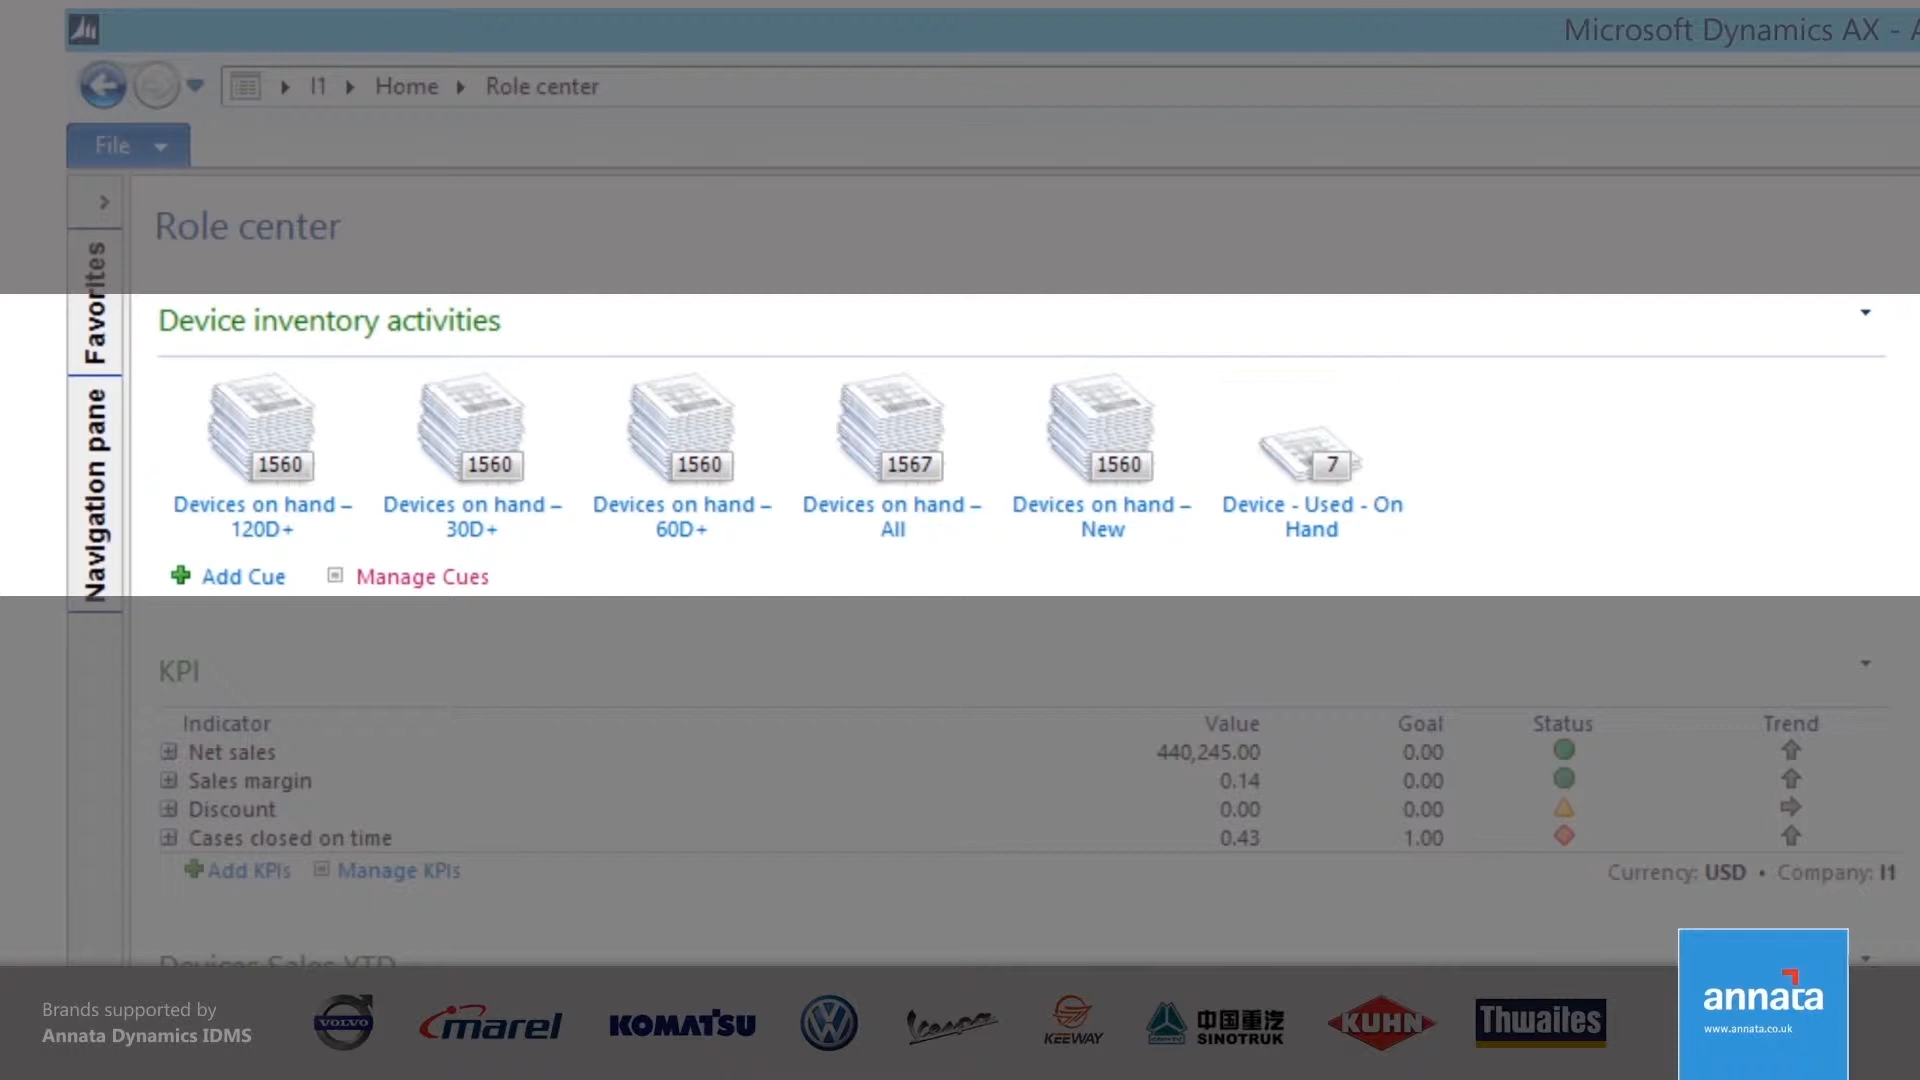 Microsoft Dynamics AX -
I1 Home Role center
File
Role center
Favorites
Navigation pane
Device inventory activities
1560 1560 1560 1567 1560 7
Devices on hand – Devices on hand – Devices on hand – Devices on hand – Devices on hand – Device - Used - On
120D+ 30D+ 60D+ All New Hand
Add Cue Manage Cues
KPI
Indicator Value Goal Status Trend
Net sales 440,245.00 0.00
Sales margin 0.14 0.00
Discount 0.00 0.00
Cases closed on time 0.43 1.00
Add KPIs Manage KPIs
Currency: USD • Company: I1
Devices Sales YTD
Brands supported by
Annata Dynamics IDMS
VOLVO
marel
KOMATSU
Vespa
KEEWAY
中国重汽
SINOTRUK
KUHN
Thwaites
annata
www.annata.co.uk